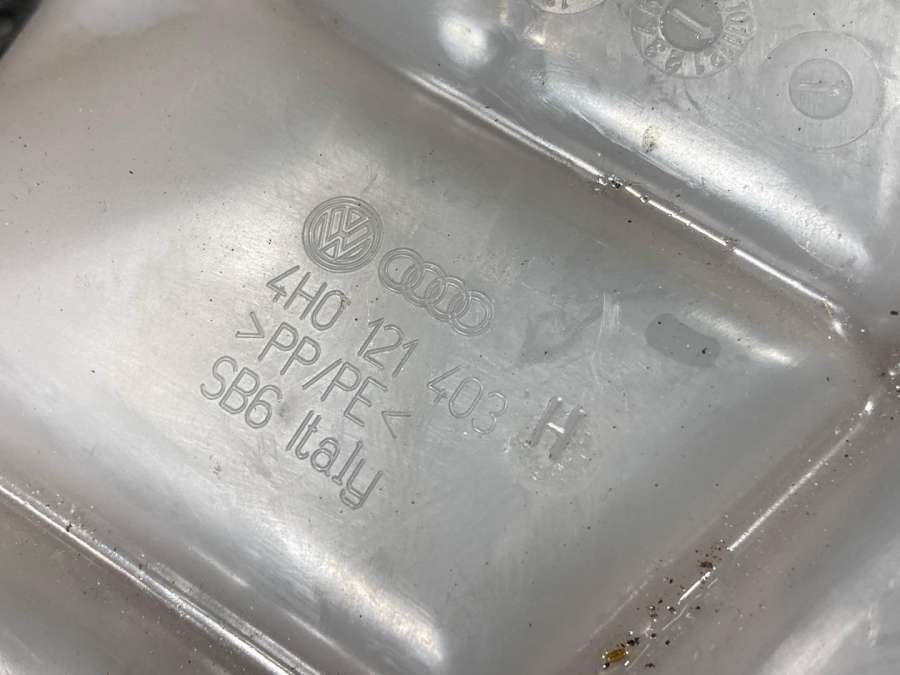 4H0 121 403 H
>PP/PE<
SB6 Italy